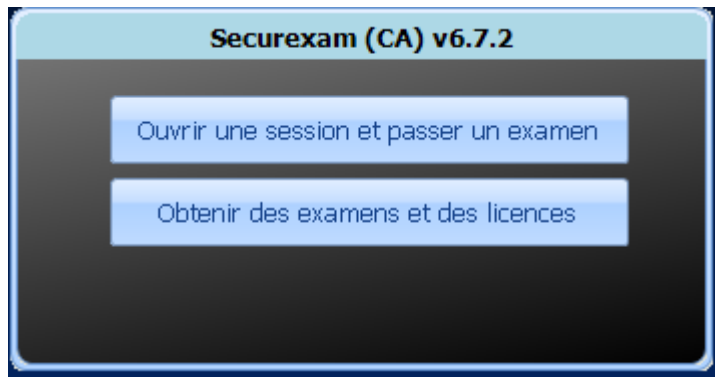 Securexam (CA) v6.7.2
Ouvrir une session et passer un examen
Obtenir des examens et des licences